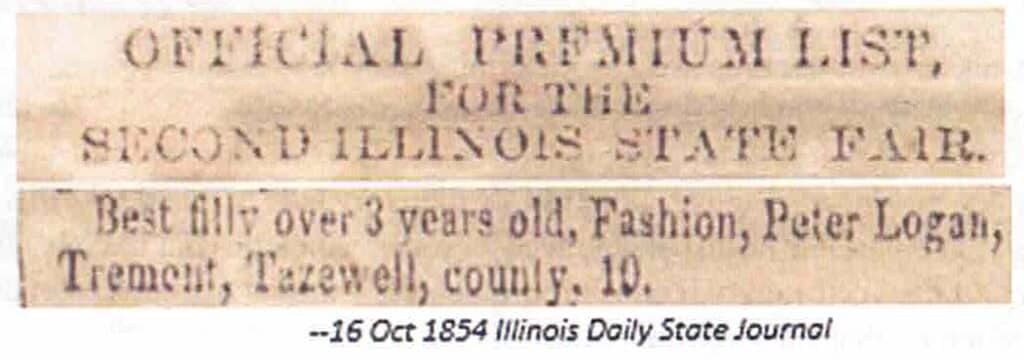 OFFICIAL PREMIUM LIST,
FOR THE
SECOND ILLINOIS STATE FAIR.
Best filly over 3 years old, Fashion, Peter Logan,
Tremont, Tazewell, county. 10.
--16 Oct 1854 Illinois Daily State Journal